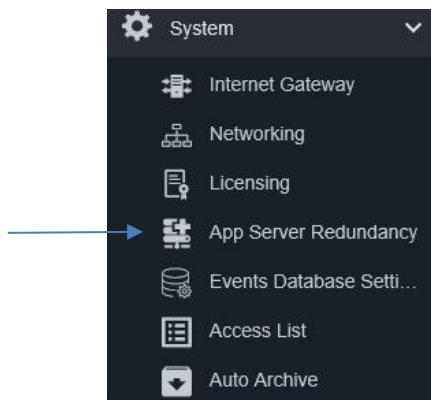 System
Internet Gateway
Networking
Licensing
App Server Redundancy
Events Database Setti...
Access List
Auto Archive